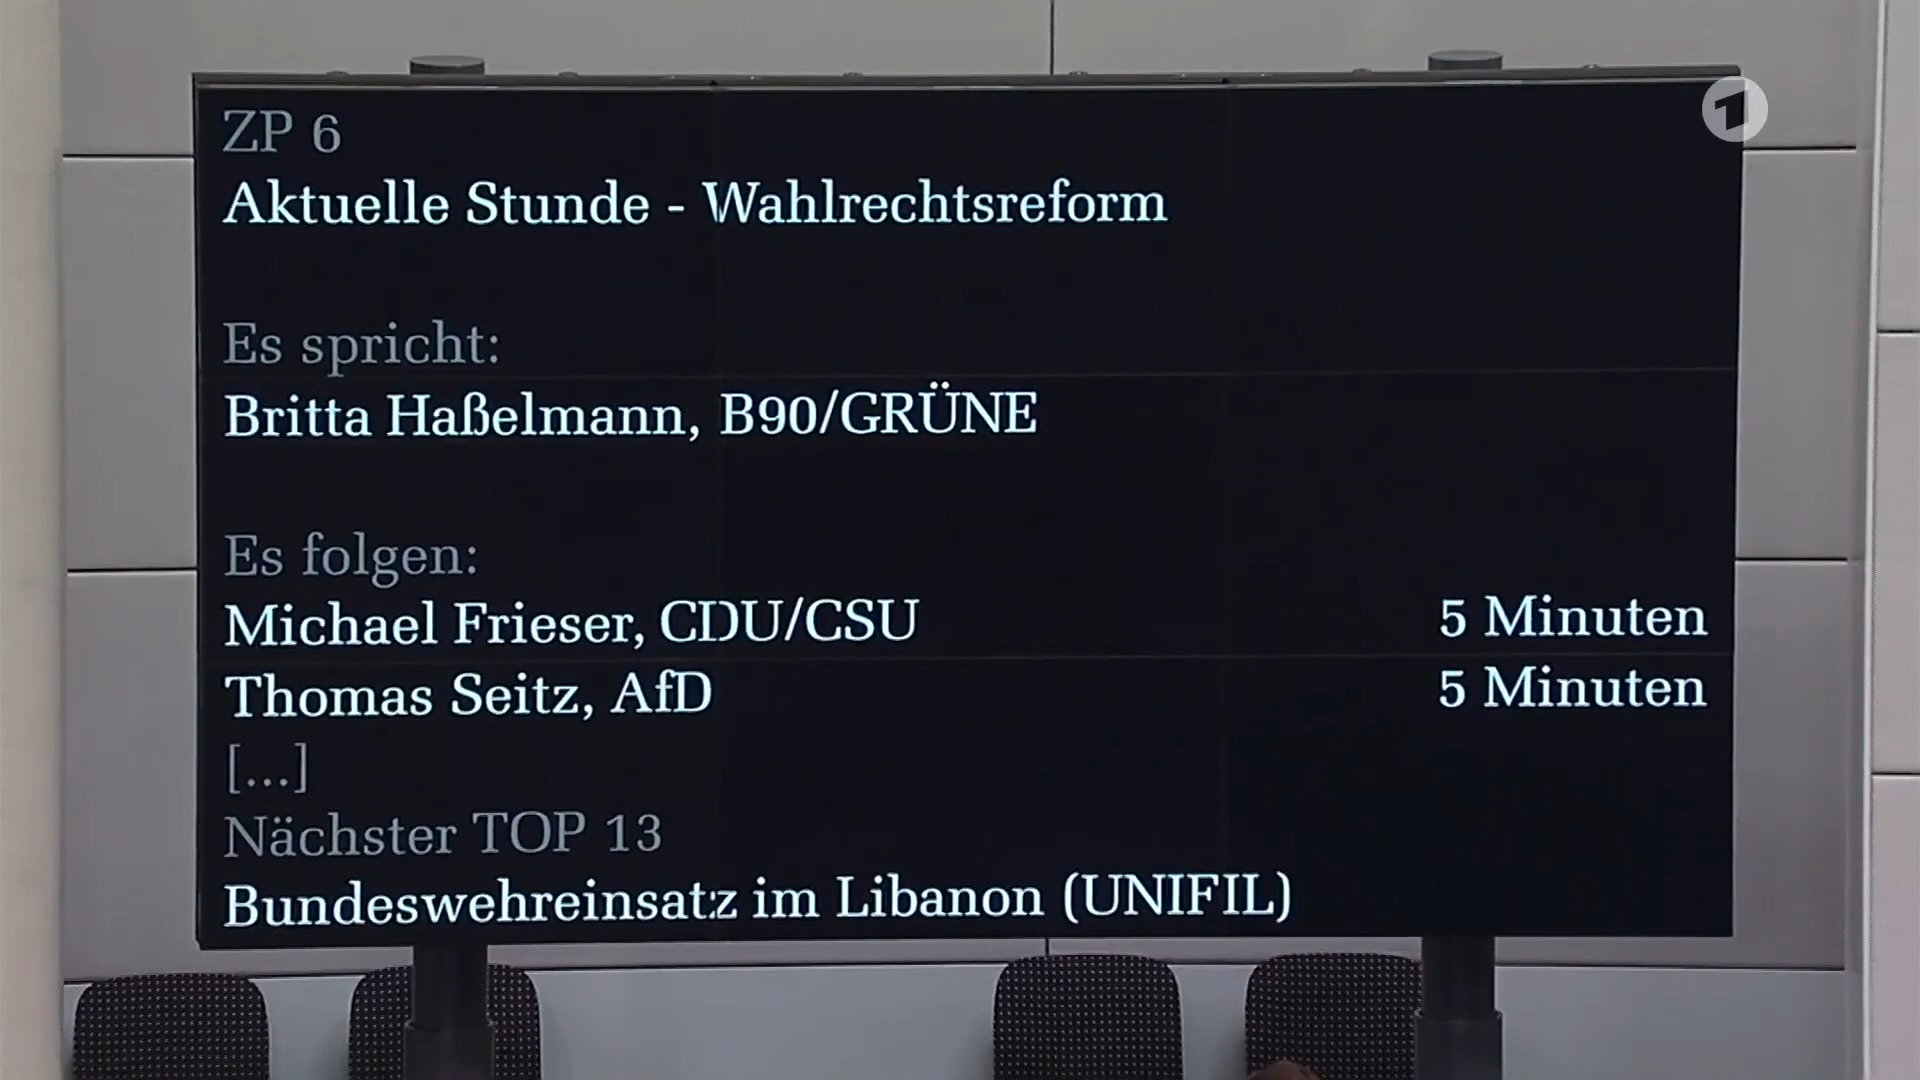 ZP 6
Aktuelle Stunde - Wahlrechtsreform
Es spricht:
Britta Haßelmann, B90/GRÜNE
Es folgen:
Michael Frieser, CDU/CSU 5 Minuten
Thomas Seitz, AfD 5 Minuten
[...]
Nächster TOP 13
Bundeswehreinsatz im Libanon (UNIFIL)
1